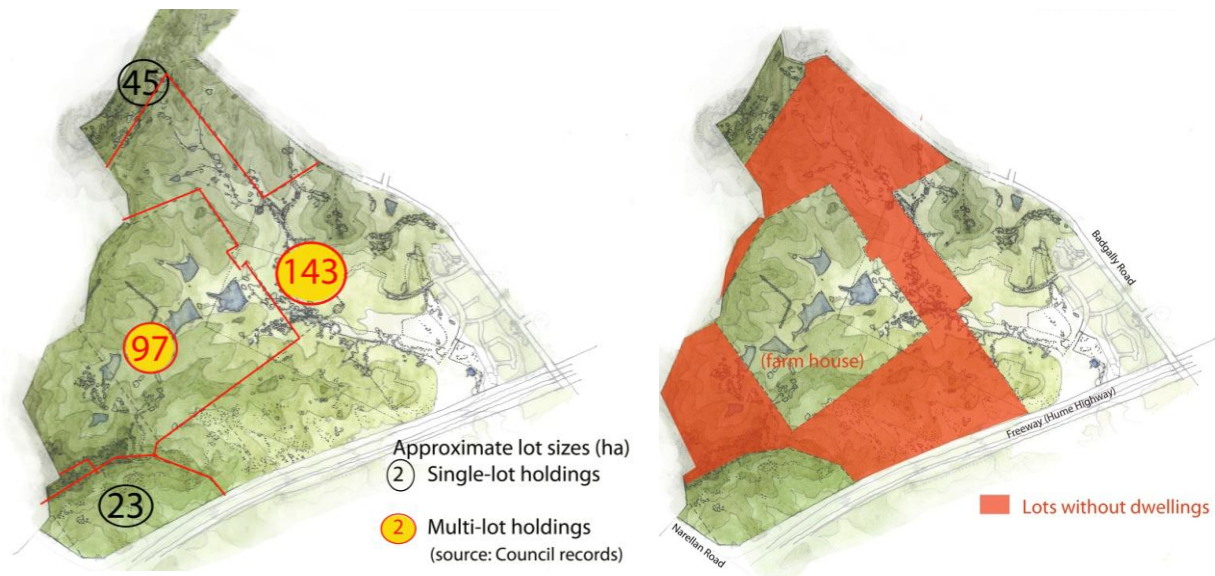 45
143
97
23
Approximate lot sizes (ha)
2 Single-lot holdings
2 Multi-lot holdings
(source: Council records)
Badgally Road
(farm house)
Freeway (Hume Highway)
Lots without dwellings
Narellan Road